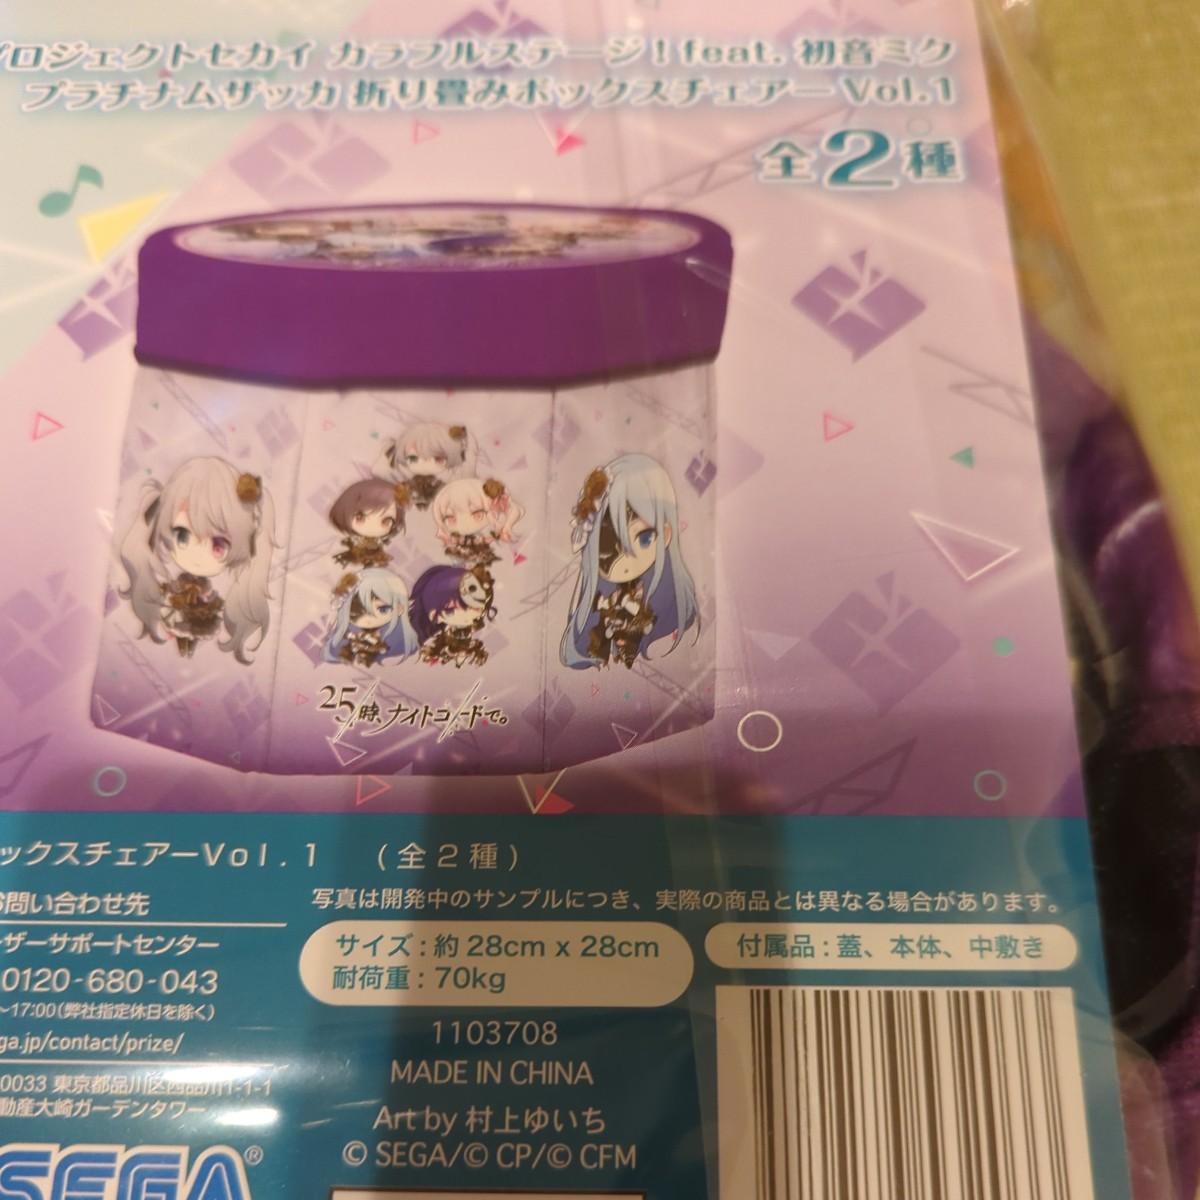 プロジェクトセカイ カラフルステージ！feat. 初音ミク
プラチナムザッカ 折り畳みボックスチェアー Vol.1
全2種
25時、ナイトコードで。
ックスチェアーVol.1 (全2種)
お問い合わせ先
写真は開発中のサンプルにつき、実際の商品とは異なる場合があります。
ーザーサポートセンター
0120-680-043
～17:00(弊社指定休日を除く)
ga.jp/contact/prize/
0033 東京都品川区西品川1-1-1
動産大崎ガーデンタワー
サイズ：約 28cm x 28cm
耐荷重：70kg
付属品：蓋、本体、中敷き
1103708
MADE IN CHINA
Art by 村上ゆいち
© SEGA/© CP/© CFM
SEGA®